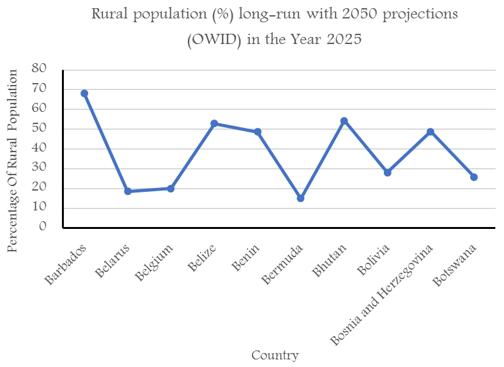 Rural population (%) long-run with 2050 projections
(OWID) in the Year 2025
Percentage Of Rural Population
80
70
60
50
40
30
20
10
0
Barbados
Belarus
Belgium
Belize
Benin
Bermuda
Bhutan
Bolivia
Bosnia and Herzegovina
Botswana
Country